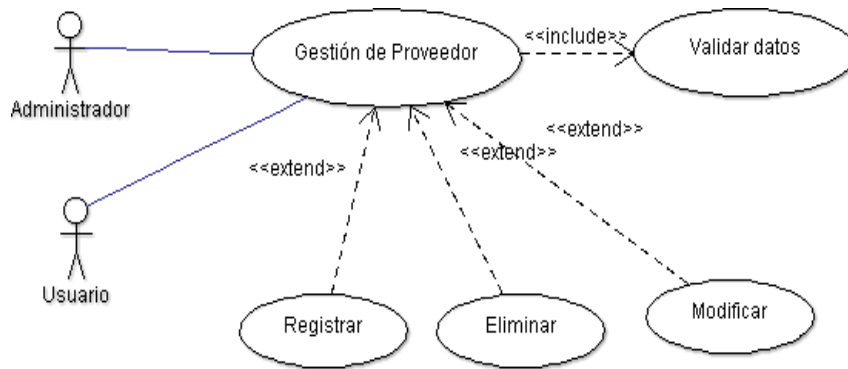 Gestión de Proveedor
<<include>>
Validar datos
Administrador
<<extend>>
<<extend>>
<<extend>>
Usuario
Registrar
Eliminar
Modificar